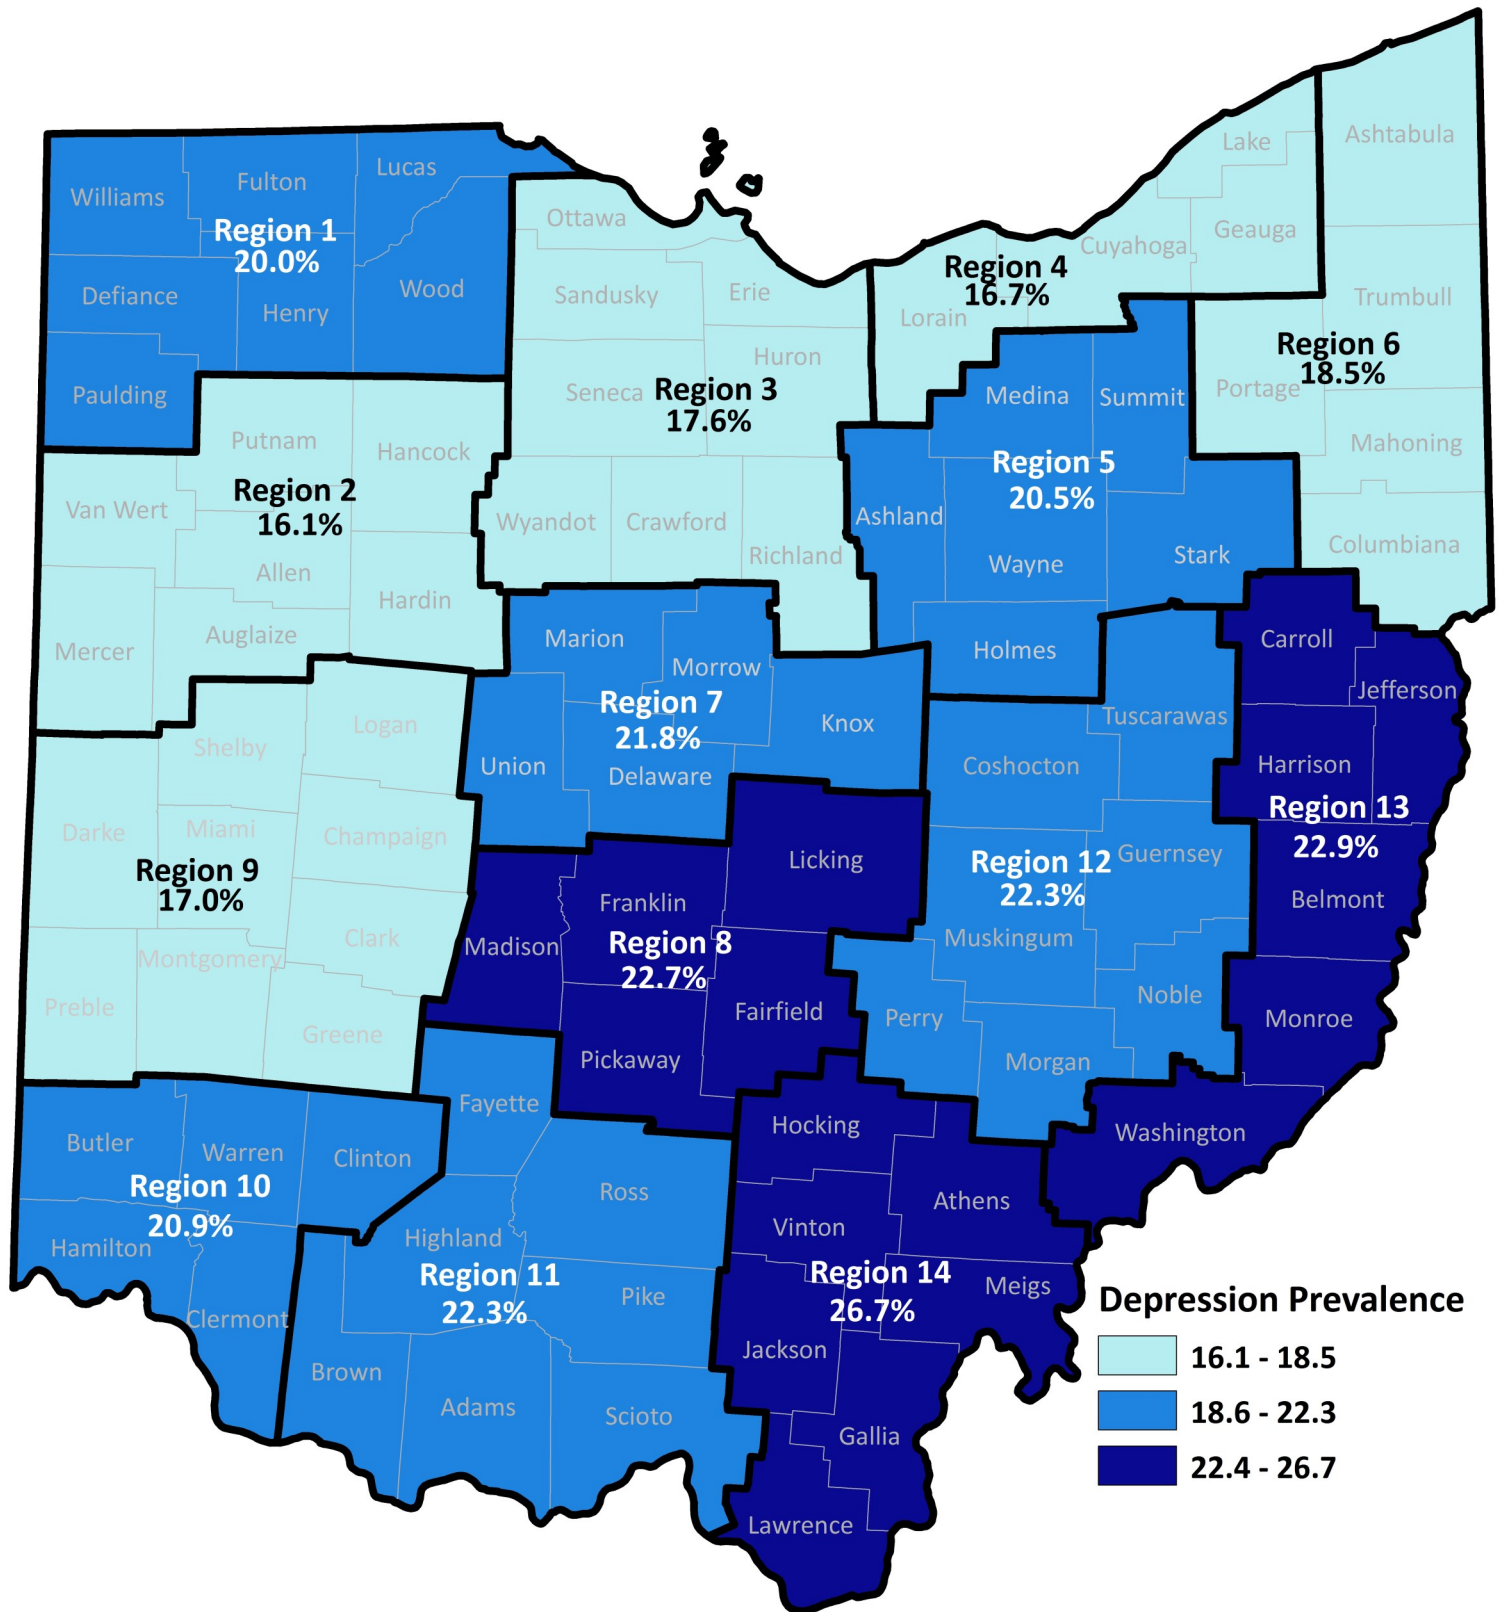 Lake
Ashtabula
Lucas
Fulton
Williams
Ottawa
Geauga
Region 1
20.0%
Cuyahoga
Region 4
16.7%
Defiance
Henry
Wood
Sandusky
Erie
Lorain
Trumbull
Region 6
18.5%
Huron
Paulding
Seneca
Region 3
17.6%
Medina
Summit
Portage
Putnam
Hancock
Mahoning
Region 2
16.1%
Region 5
20.5%
Van Wert
Wyandot
Crawford
Richland
Ashland
Wayne
Stark
Columbiana
Allen
Hardin
Auglaize
Mercer
Marion
Morrow
Holmes
Carroll
Jefferson
Region 7
21.8%
Logan
Shelby
Knox
Tuscarawas
Union
Delaware
Coshocton
Harrison
Region 13
22.9%
Darke
Miami
Champaign
Licking
Region 12
22.3%
Guernsey
Region 9
17.0%
Franklin
Belmont
Clark
Madison
Region 8
22.7%
Muskingum
Montgomery
Preble
Greene
Fairfield
Perry
Noble
Monroe
Pickaway
Morgan
Fayette
Hocking
Washington
Butler
Warren
Clinton
Region 10
20.9%
Ross
Athens
Vinton
Hamilton
Highland
Region 11
22.3%
Pike
Region 14
26.7%
Meigs
Clermont
Jackson
Brown
Adams
Scioto
Gallia
Lawrence
Depression Prevalence
16.1 - 18.5
18.6 - 22.3
22.4 - 26.7